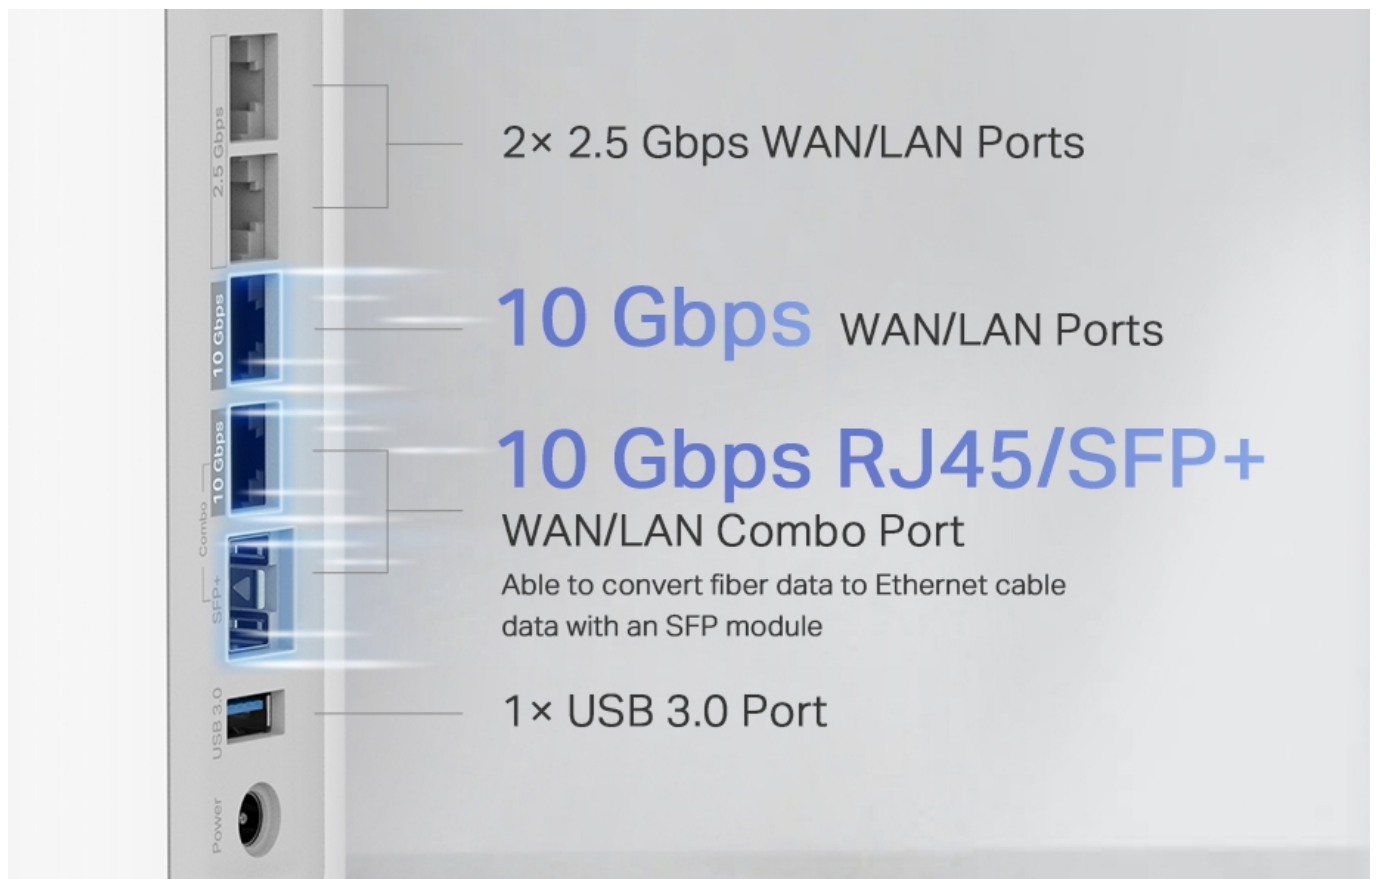 2.5 Gbps
2× 2.5 Gbps WAN/LAN Ports
10 Gbps
10 Gbps WAN/LAN Ports
10 Gbps
Combo
SFP+
10 Gbps RJ45/SFP+
WAN/LAN Combo Port
Able to convert fiber data to Ethernet cable
data with an SFP module
USB 3.0
1× USB 3.0 Port
Power